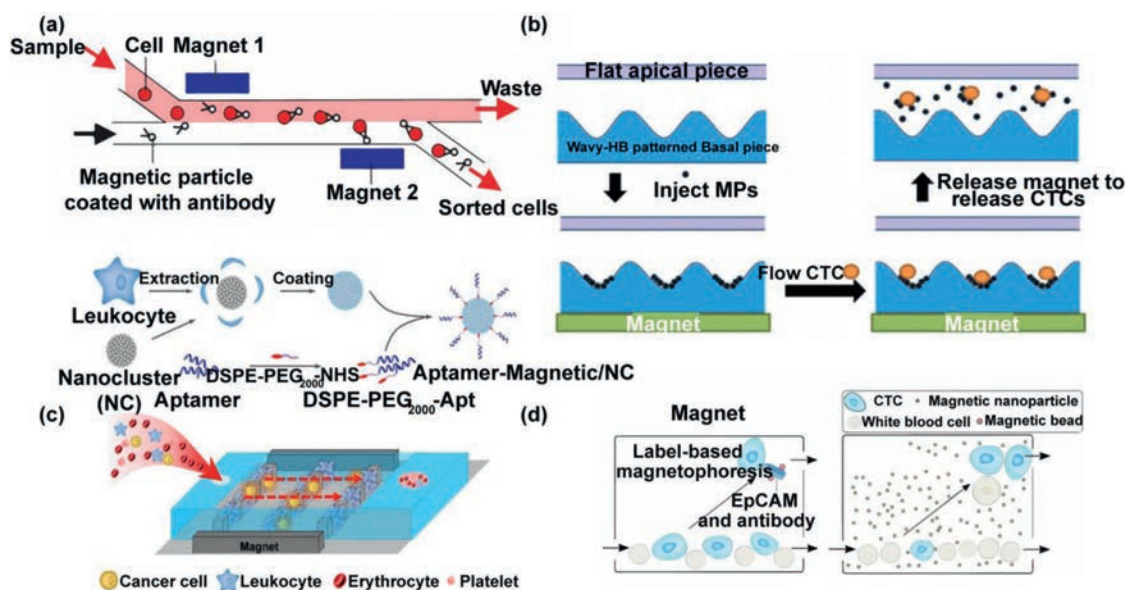 (a)
Sample
Cell
Magnet 1
Waste
Magnetic particle
coated with antibody
Magnet 2
Sorted cells
(b)
Flat apical piece
Wavy-HB patterned Basal piece
Inject MPs
Release magnet to
release CTCs
Flow CTC
Magnet
Magnet
Extraction
Coating
Leukocyte
Nanocluster
(NC)
Aptamer
DSPE-PEG2000-NHS
Aptamer-Magnetic/NC
DSPE-PEG2000-Apt
(c)
Magnet
Cancer cell
Leukocyte
Erythrocyte
Platelet
(d)
Magnet
CTC
Magnetic nanoparticle
White blood cell
Magnetic bead
Label-based
magnetophoresis
EpCAM
and antibody